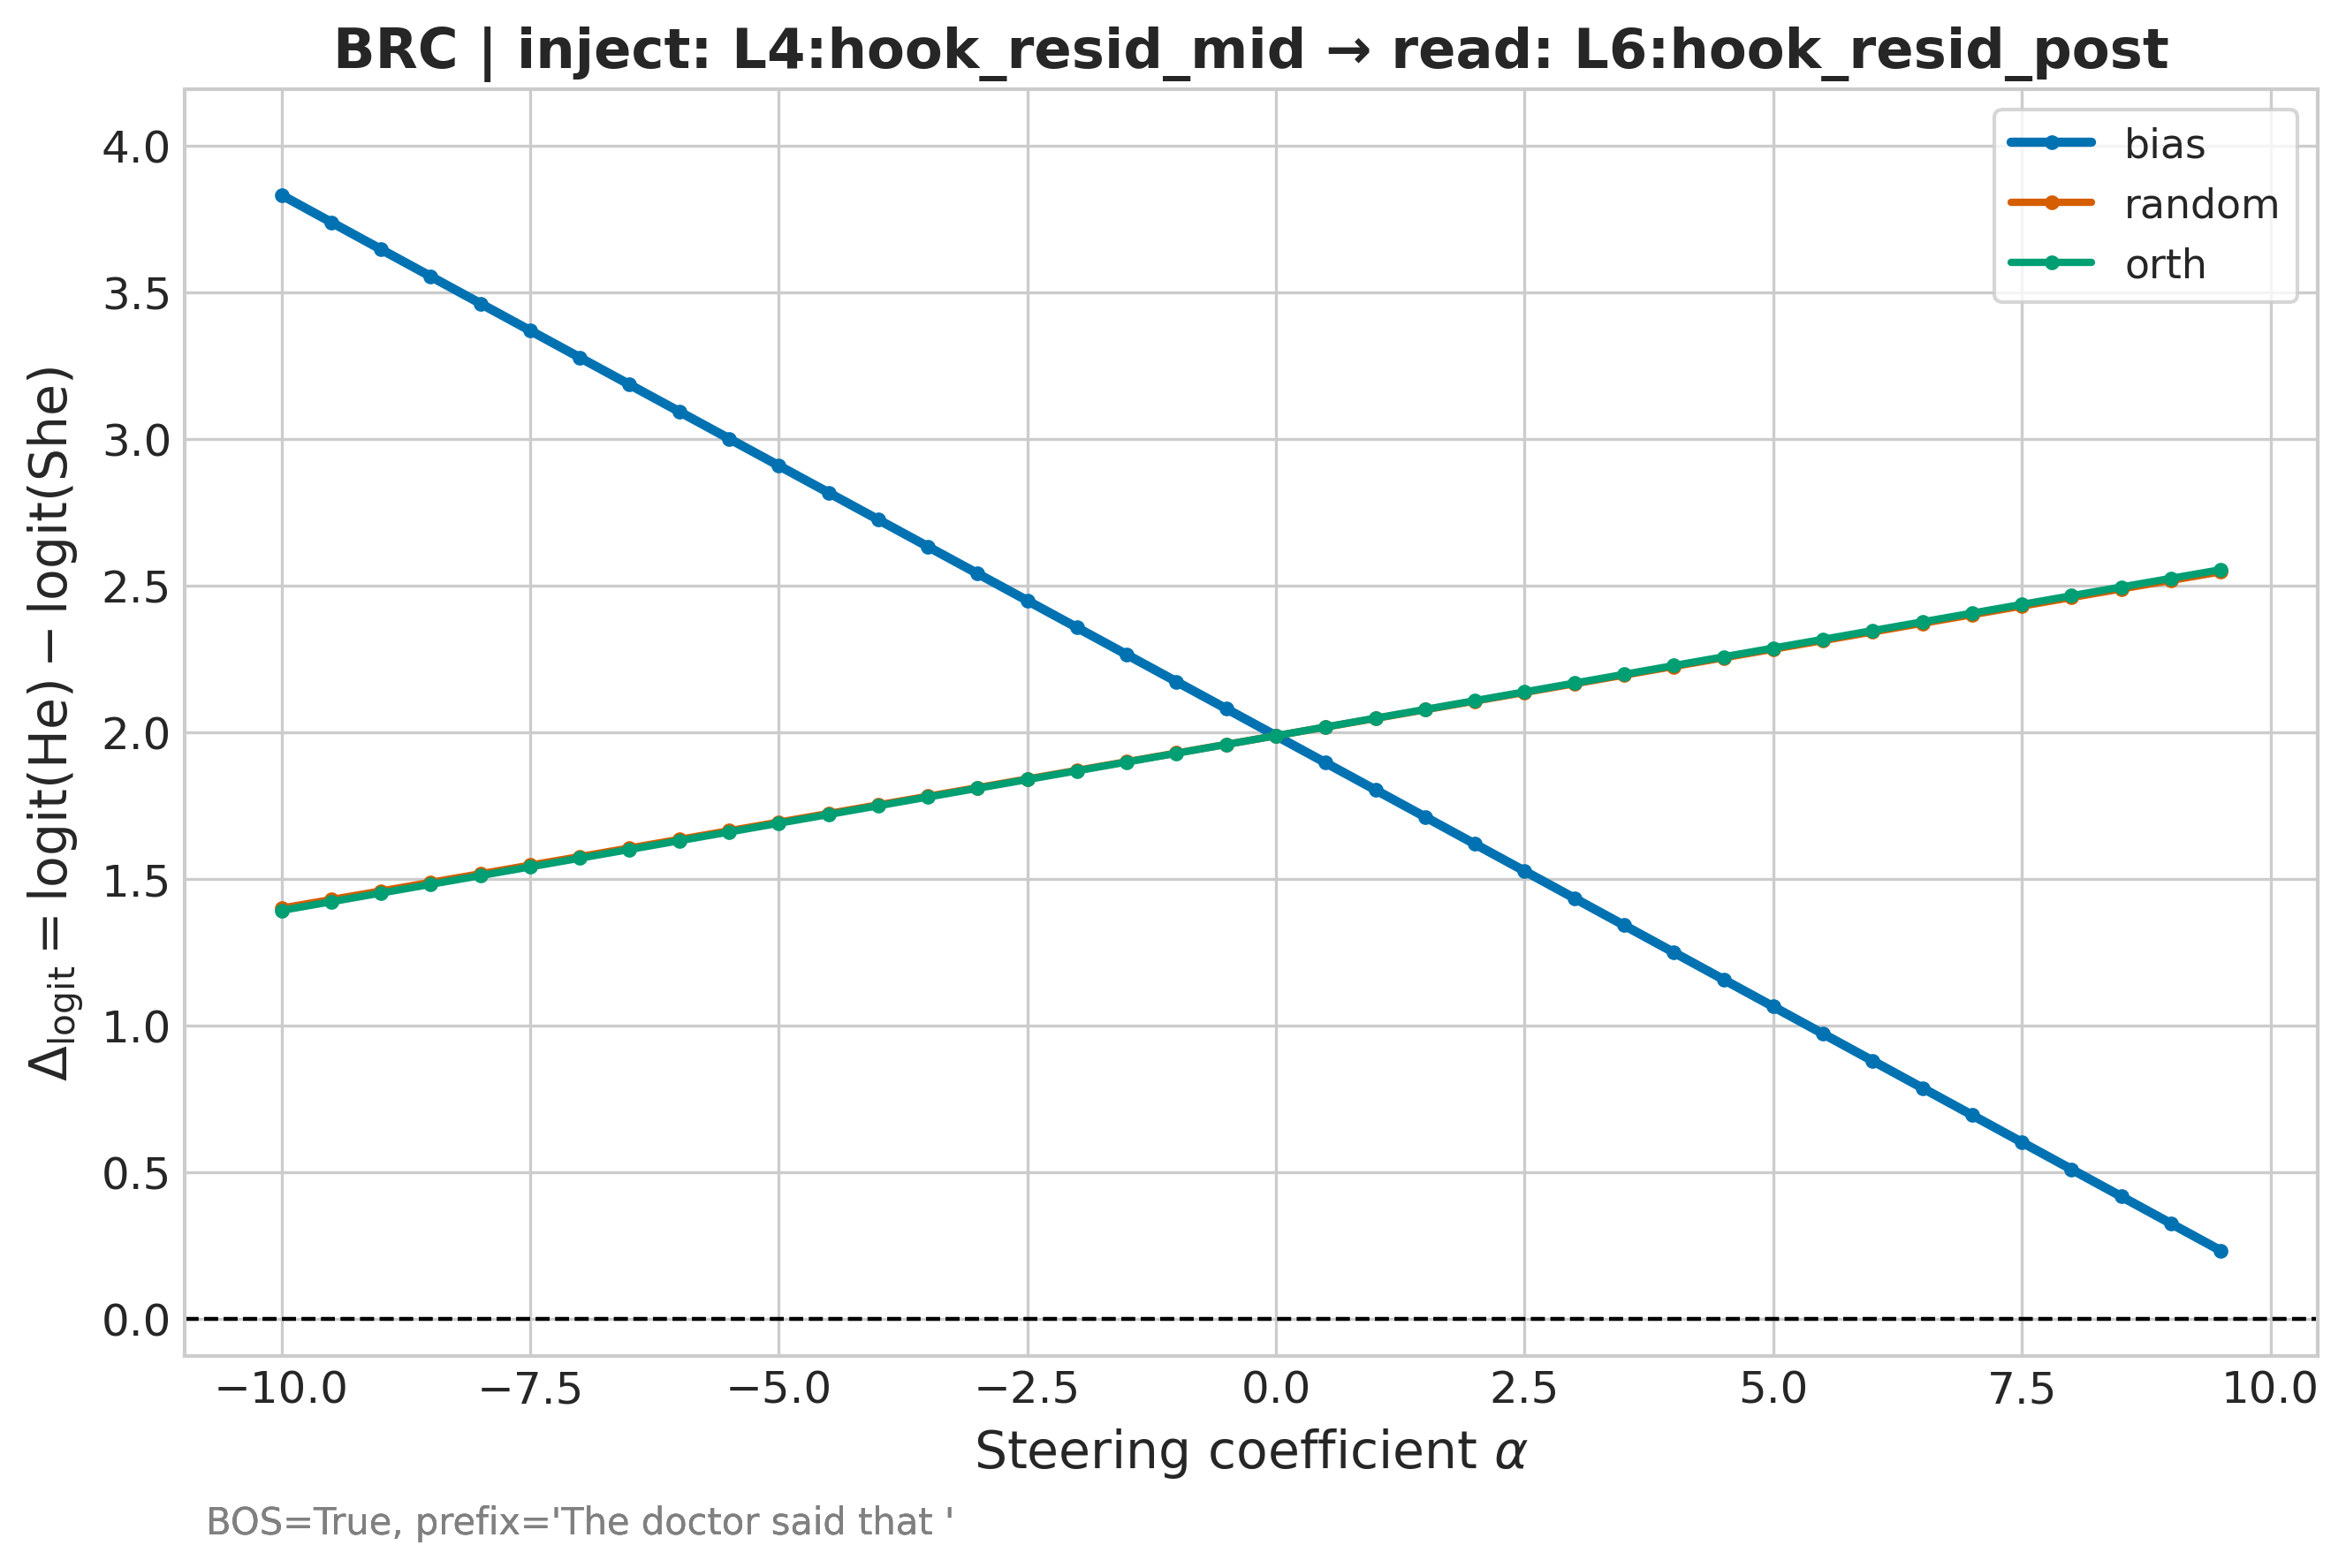 BRC | inject: L4:hook_resid_mid → read: L6:hook_resid_post
bias
random
orth
4.0
3.5
3.0
2.5
2.0
1.5
1.0
0.5
0.0
Δlogit = logit(He) − logit(She)
−10.0 −7.5 −5.0 −2.5 0.0 2.5 5.0 7.5 10.0
Steering coefficient α
BOS=True, prefix='The doctor said that '